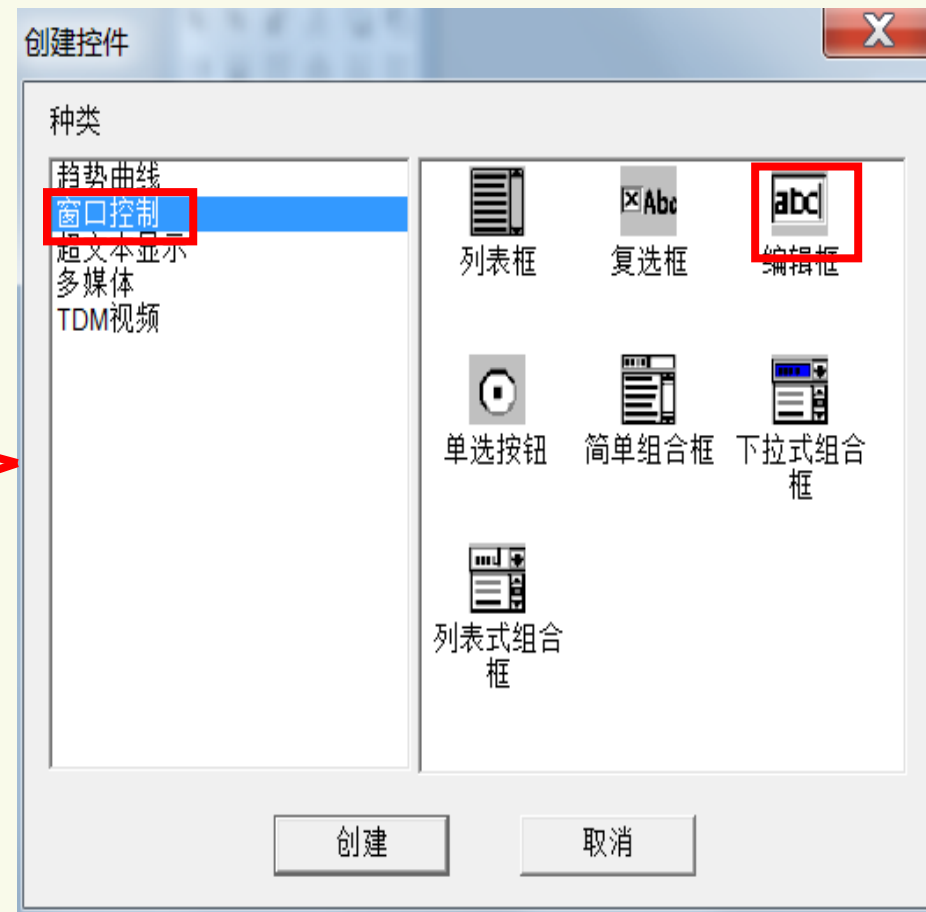 创建控件
X
种类
趋势曲线
窗口控制
超文本显示
多媒体
TDM视频
Abc
abc
列表框
复选框
编辑框
单选按钮
简单组合框
下拉式组合
框
列表式组合
框
创建
取消